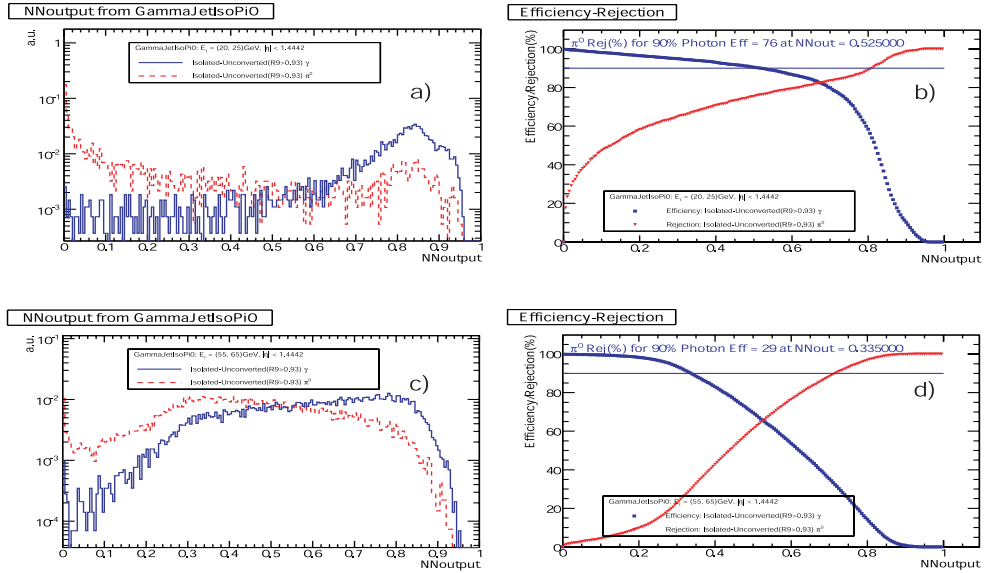 NNoutput from GammaJetIsoPiO
a.u.
1
10⁻¹
10⁻²
10⁻³
GammaJetIsoPi0: Eₜ = (20, 25)GeV, |η| < 1.4442
Isolated-Unconverted(R9>0.93) γ
Isolated-Unconverted(R9>0.93) π⁰
a)
0 0.1 0.2 0.3 0.4 0.5 0.6 0.7 0.8 0.9 1
NNoutput
Efficiency-Rejection
Efficiency/Rejection(%)
120
100
80
60
40
20
0
π⁰ Rej(%) for 90% Photon Eff = 76 at NNout = 0.525000
b)
GammaJetIsoPi0: Eₜ = (20, 25)GeV, |η| < 1.4442
Efficiency: Isolated-Unconverted(R9>0.93) γ
Rejection: Isolated-Unconverted(R9>0.93) π⁰
0 0.2 0.4 0.6 0.8 1
NNoutput
NNoutput from GammaJetIsoPiO
a.u.
10⁻¹
10⁻²
10⁻³
10⁻⁴
GammaJetIsoPi0: Eₜ = (55, 65)GeV, |η| < 1.4442
Isolated-Unconverted(R9>0.93) γ
Isolated-Unconverted(R9>0.93) π⁰
c)
0 0.1 0.2 0.3 0.4 0.5 0.6 0.7 0.8 0.9 1
NNoutput
Efficiency-Rejection
Efficiency/Rejection(%)
120
100
80
60
40
20
0
π⁰ Rej(%) for 90% Photon Eff = 29 at NNout = 0.335000
d)
GammaJetIsoPi0: Eₜ = (55, 65)GeV, |η| < 1.4442
Efficiency: Isolated-Unconverted(R9>0.93) γ
Rejection: Isolated-Unconverted(R9>0.93) π⁰
0 0.2 0.4 0.6 0.8 1
NNoutput